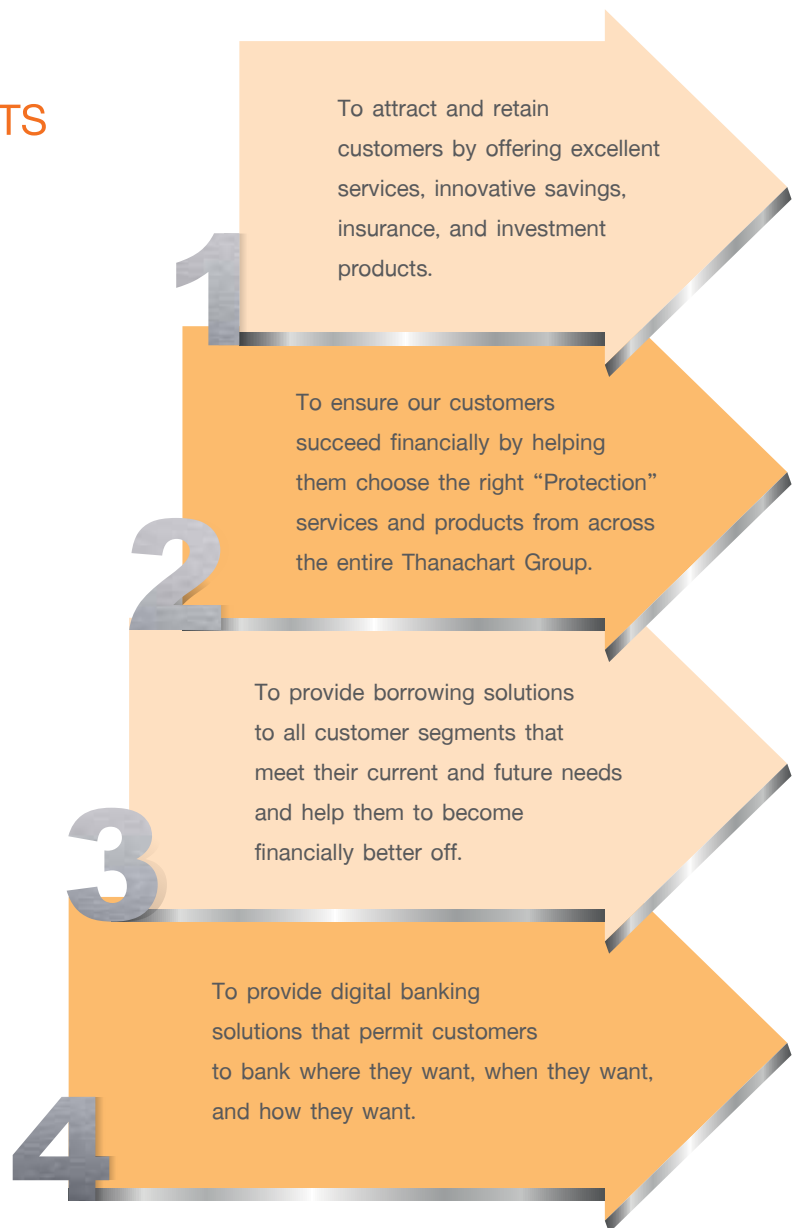 TS
To attract and retain
customers by offering excellent
services, innovative savings,
insurance, and investment
products.
1
To ensure our customers
succeed financially by helping
them choose the right “Protection”
services and products from across
the entire Thanachart Group.
2
To provide borrowing solutions
to all customer segments that
meet their current and future needs
and help them to become
financially better off.
3
To provide digital banking
solutions that permit customers
to bank where they want, when they want,
and how they want.
4